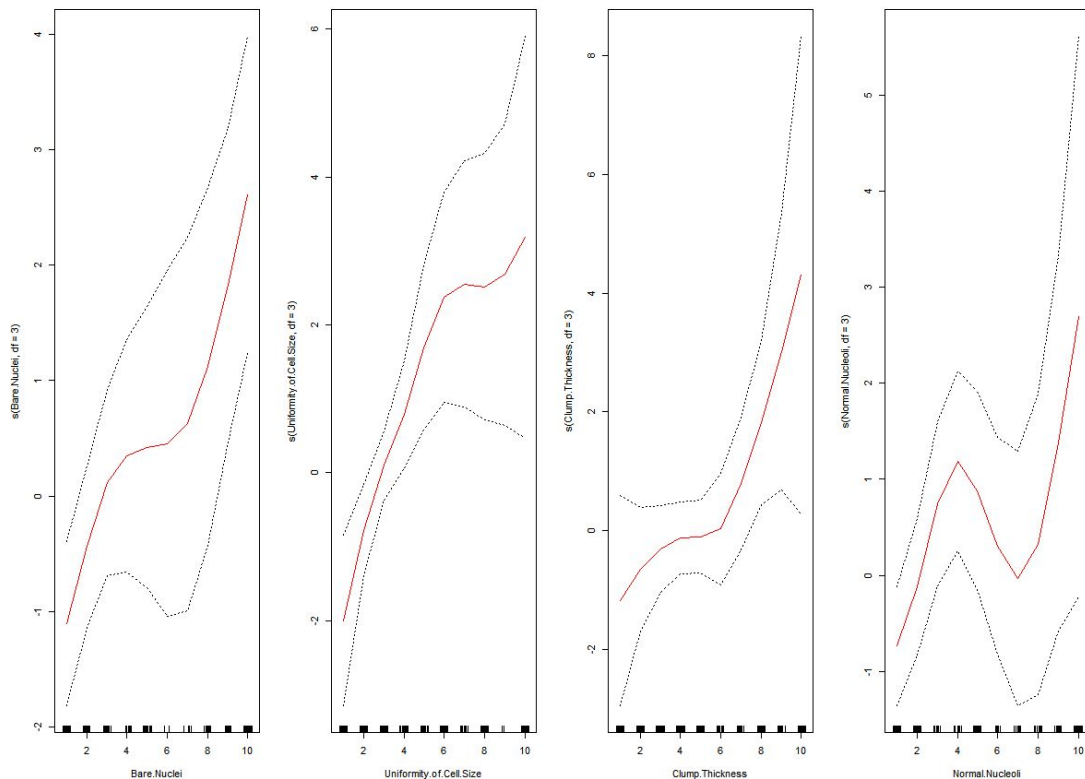 s(Bare.Nuclei, df = 3)
4
3
2
1
0
-1
-2
2 4 6 8 10
Bare.Nuclei
s(Uniformity.of.Cell.Size, df = 3)
6
4
2
0
-2
2 4 6 8 10
Uniformity.of.Cell.Size
s(Clump.Thickness, df = 3)
8
6
4
2
0
-2
2 4 6 8 10
Clump.Thickness
s(Normal.Nucleoli, df = 3)
5
4
3
2
1
0
-1
2 4 6 8 10
Normal.Nucleoli